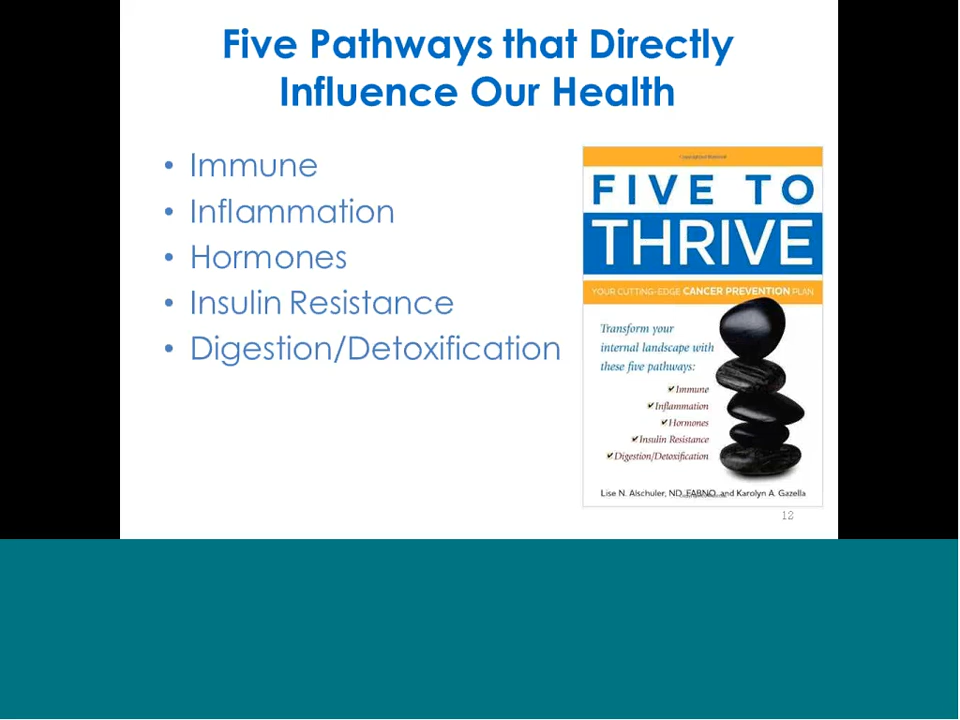 Five Pathways that Directly
Influence Our Health
• Immune
• Inflammation
• Hormones
• Insulin Resistance
• Digestion/Detoxification
Copyrighted Material
FIVE TO
THRIVE
YOUR CUTTING-EDGE CANCER PREVENTION PLAN
Transform your
internal landscape with
these five pathways:
✔Immune
✔Inflammation
✔Hormones
✔Insulin Resistance
✔Digestion/Detoxification
Lise N. Alschuler, ND, FABNO, and Karolyn A. Gazella
12